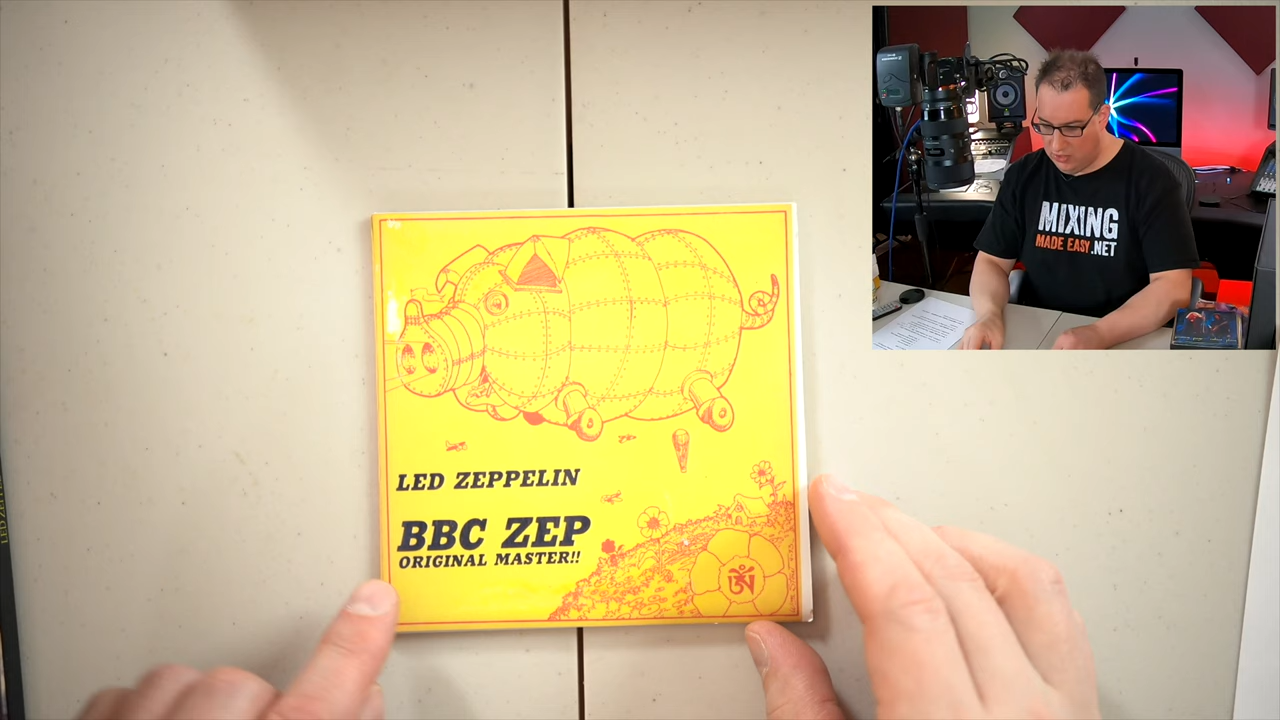 LED ZEPPELIN
BBC ZEP
ORIGINAL MASTER!!
ॐ
MIXING
MADE EASY.NET